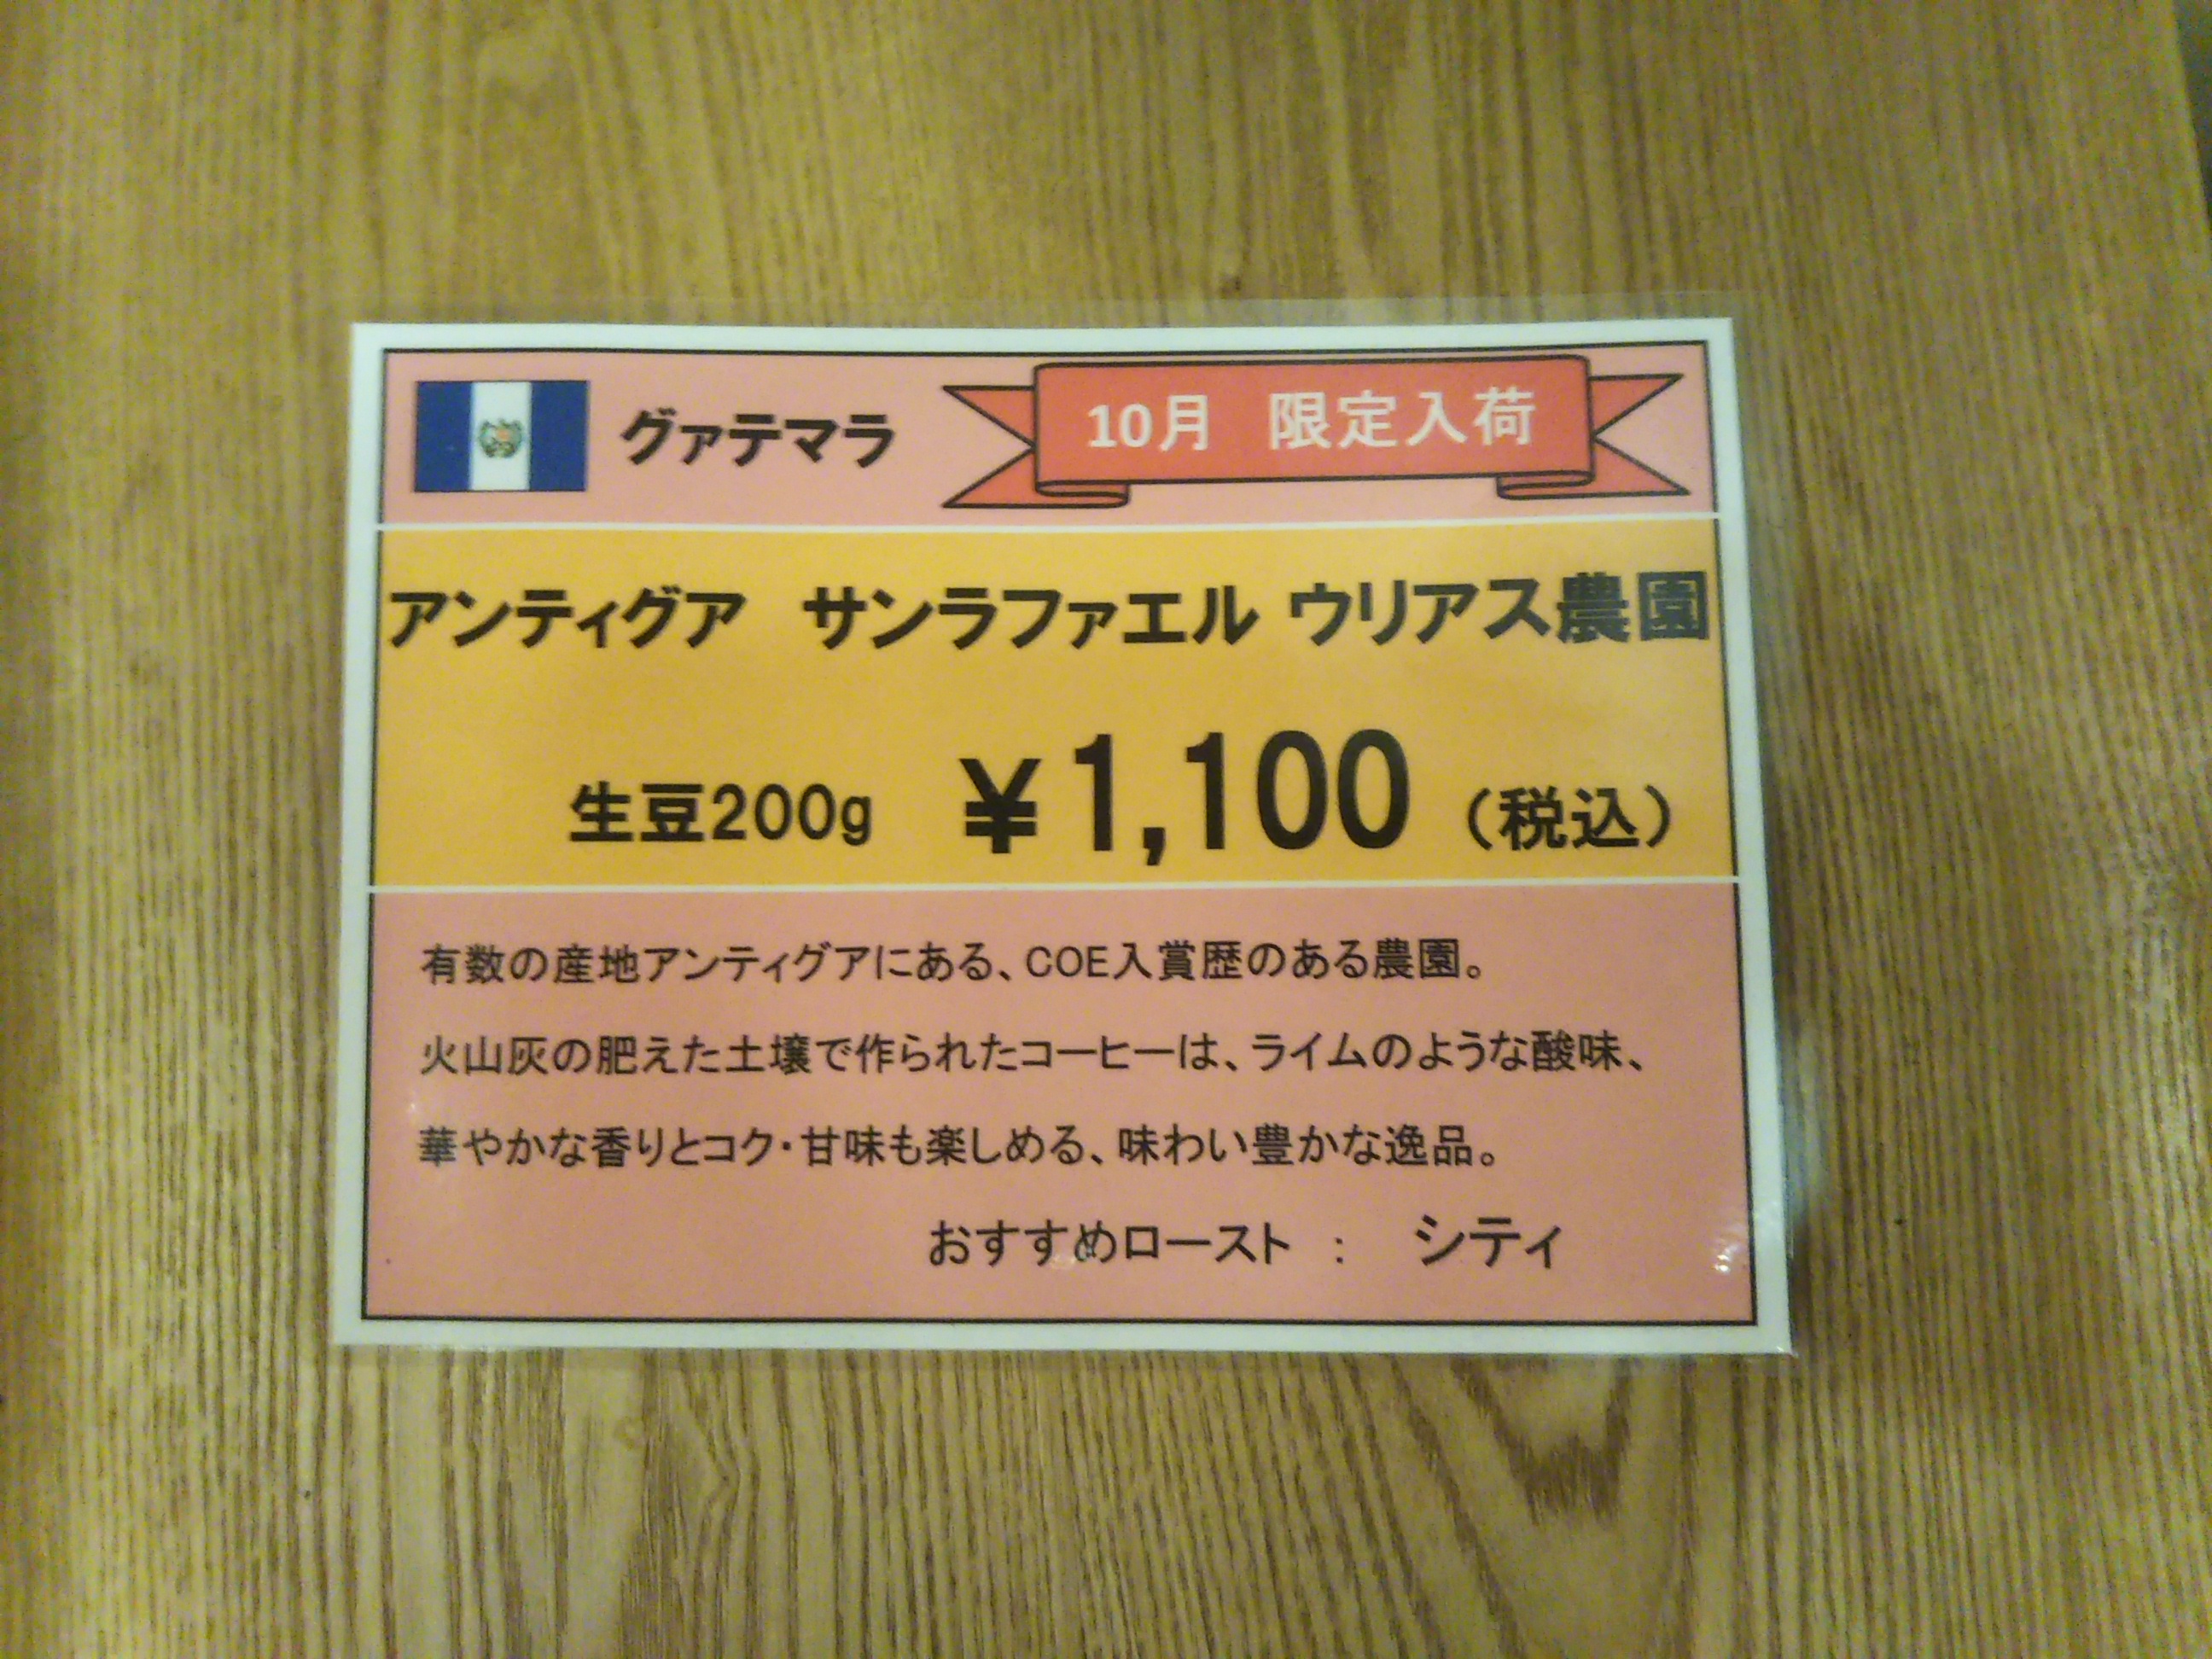 グァテマラ
10月 限定入荷
アンティグア サンラファエル ウリアス農園
生豆200g ¥1,100（税込）
有数の産地アンティグアにある、COE入賞歴のある農園。
火山灰の肥えた土壌で作られたコーヒーは、ライムのような酸味、
華やかな香りとコク・甘味も楽しめる、味わい豊かな逸品。
おすすめロースト ： シティ